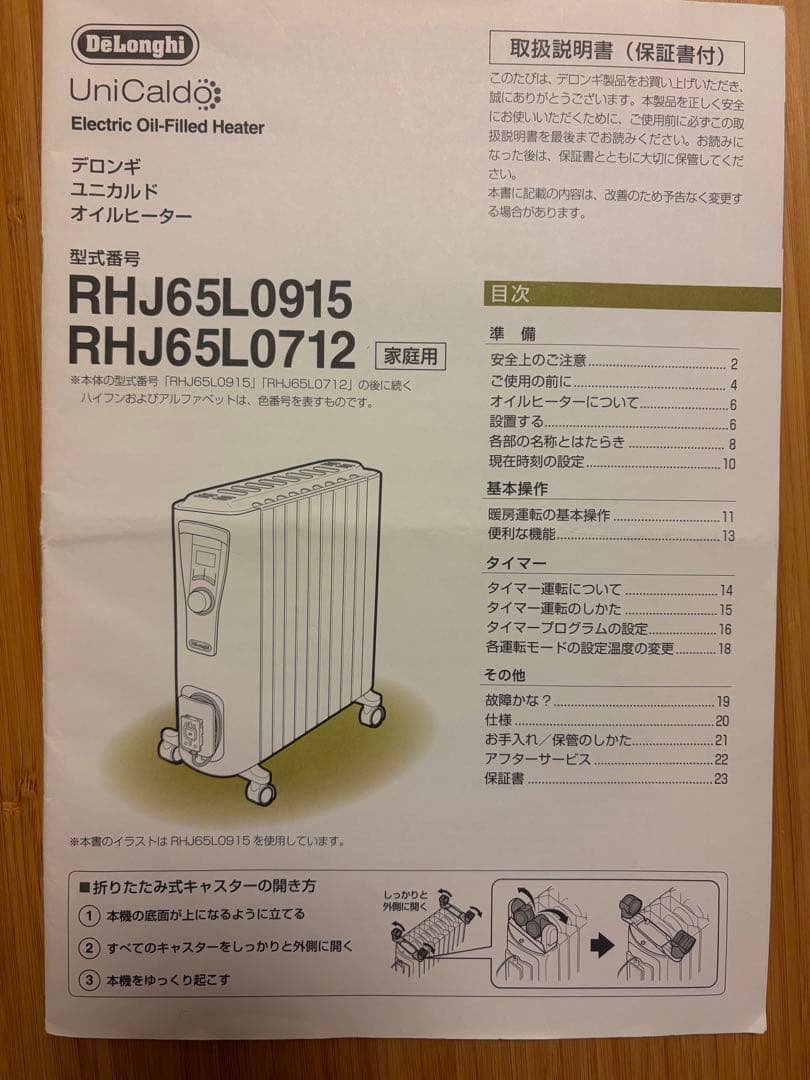 DeLonghi
UniCaldo
Electric Oil-Filled Heater
デロンギ
ユニカルド
オイルヒーター
型式番号
RHJ65L0915
RHJ65L0712 家庭用
※本体の型式番号「RHJ65L0915」「RHJ65L0712」の後に続く
ハイフンおよびアルファベットは、色番号を表すものです。
DeLonghi
※本書のイラストは RHJ65L0915 を使用しています。
取扱説明書（保証書付）
このたびは、デロンギ製品をお買い上げいただき、
誠にありがとうございます。本製品を正しく安全
にお使いいただくために、ご使用前に必ずこの取
扱説明書を最後までお読みください。お読みに
なった後は、保証書とともに大切に保管してくだ
さい。
本書に記載の内容は、改善のため予告なく変更す
る場合があります。
目次
準 備
安全上のご注意 2
ご使用の前に 4
オイルヒーターについて 6
設置する 6
各部の名称とはたらき 8
現在時刻の設定 10
基本操作
暖房運転の基本操作 11
便利な機能 13
タイマー
タイマー運転について 14
タイマー運転のしかた 15
タイマープログラムの設定 16
各運転モードの設定温度の変更 18
その他
故障かな？ 19
仕様 20
お手入れ／保管のしかた 21
アフターサービス 22
保証書 23
■折りたたみ式キャスターの開き方
① 本機の底面が上になるように立てる
② すべてのキャスターをしっかりと外側に開く
③ 本機をゆっくり起こす
しっかりと
外側に開く